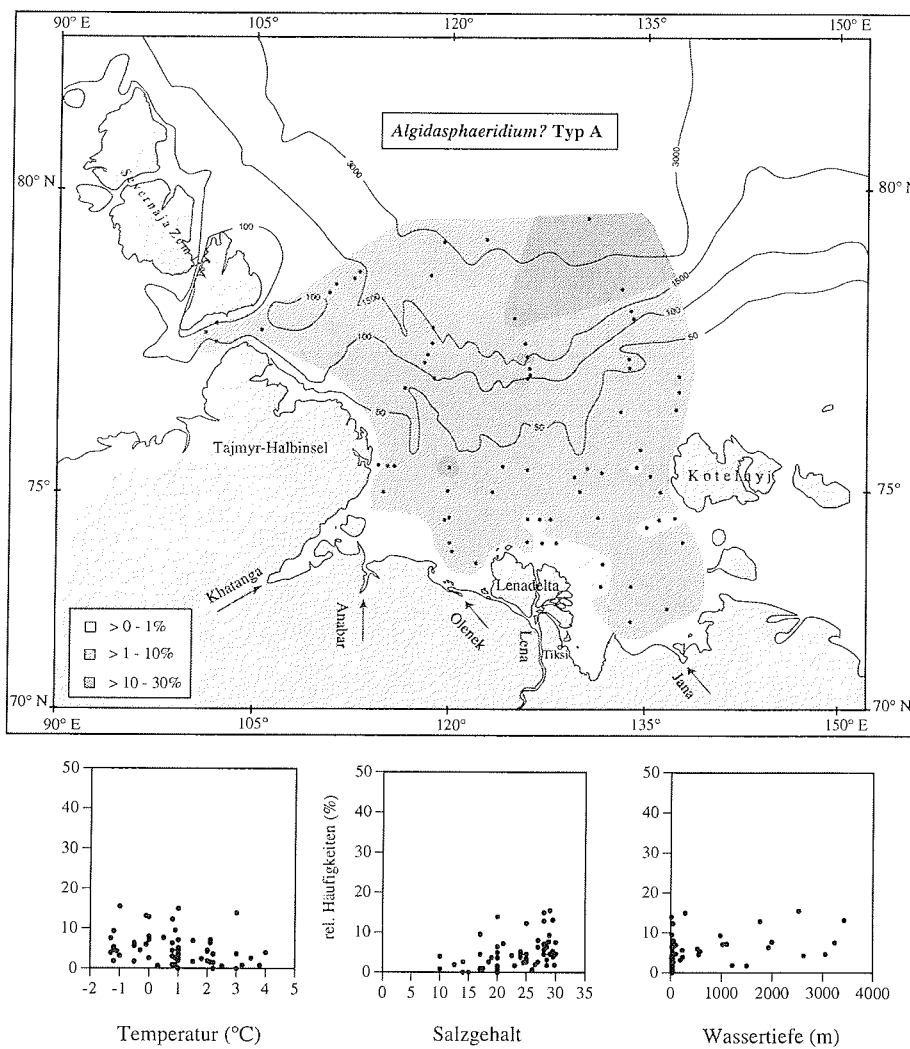 90° E 105° 120° 135° 150° E
Algidasphaeridium? Typ A
3000
3000
80° N 80° N
Severnaja Zemlja
100
100
1500
1500
100
100
50
50
50
Tajmyr-Halbinsel
Kotelnyj
75° 75°
Khatanga
Anabar
Olenek
Lenadelta
Lena
Tiksi
Jana
> 0 - 1%
> 1 - 10%
> 10 - 30%
70° N 70° N
90° E 105° 120° 135° 150° E
50 40 30 20 10 0
-2 -1 0 1 2 3 4 5
Temperatur (°C)
rel. Häufigkeiten (%)
50 40 30 20 10 0
0 5 10 15 20 25 30 35
Salzgehalt
50 40 30 20 10 0
0 1000 2000 3000 4000
Wassertiefe (m)